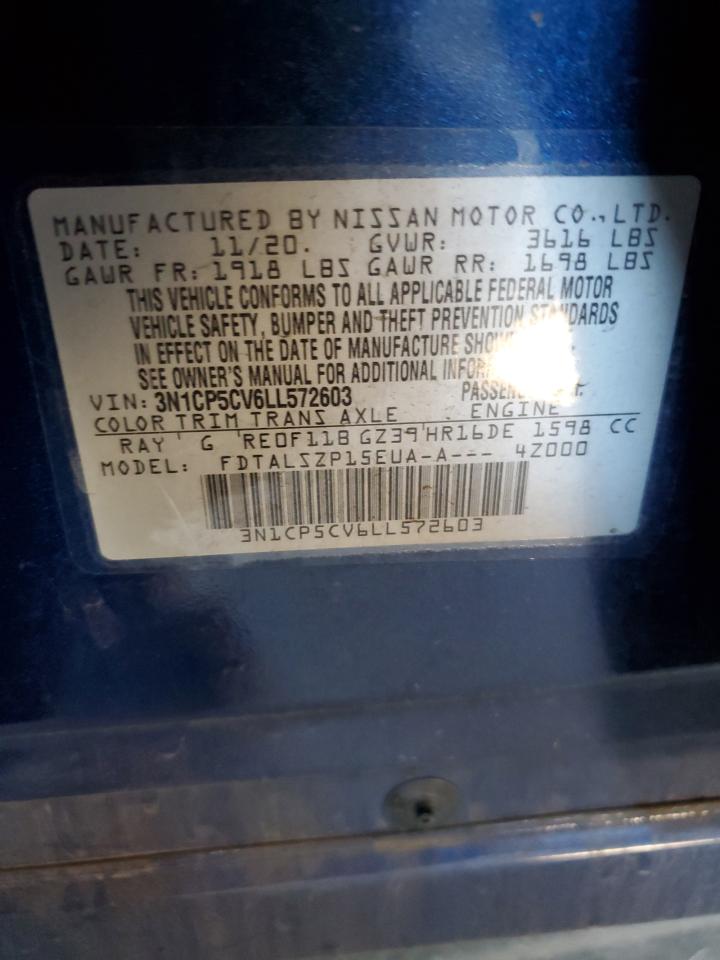 MANUFACTURED BY NISSAN MOTOR CO., LTD.
DATE: 11/20. GVWR: 3616 LBS
GAWR FR: 1918 LBS GAWR RR: 1698 LBS
THIS VEHICLE CONFORMS TO ALL APPLICABLE FEDERAL MOTOR
VEHICLE SAFETY, BUMPER AND THEFT PREVENTION STANDARDS
IN EFFECT ON THE DATE OF MANUFACTURE
SEE OWNER'S MANUAL FOR ADDITIONAL
VIN: 3N1CP5CV6LL572603
COLOR TRIM TRANS AXLE ENGINE
RAY G RE0F11B GZ39 HR16DE 1598 CC
MODEL: FDTALSZP15EUA-A--- 4Z000
3N1CP5CV6LL572603